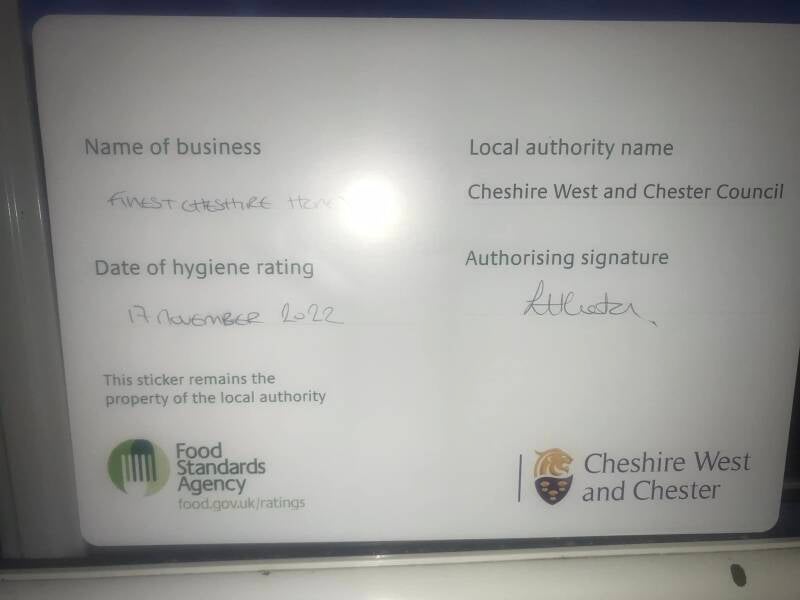 Name of business
FINEST CHESHIRE
Date of hygiene rating
17 NOVEMBER 2022
This sticker remains the
property of the local authority
Food
Standards
Agency
food.gov.uk/ratings
Local authority name
Cheshire West and Chester Council
Authorising signature
Cheshire West
and Chester